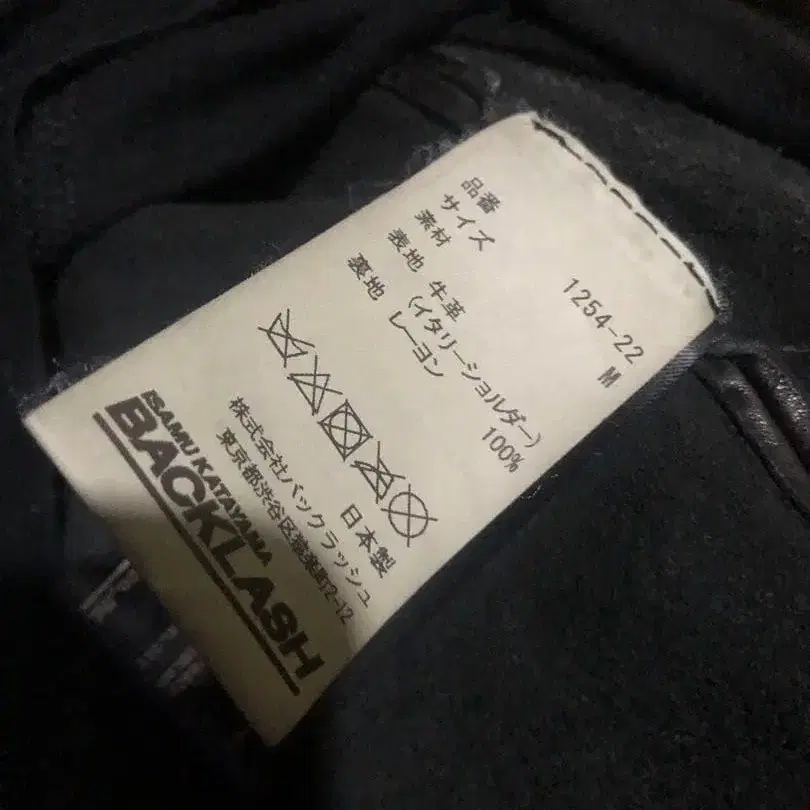 品番 1254-22
サイズ M
素材
表地 牛革
(イタリーショルダー)
裏地 レーヨン 100%
日本製
株式会社バックラッシュ
東京都渋谷区猿楽町12-12
ISAMU KATAYAMA
BACKLASH